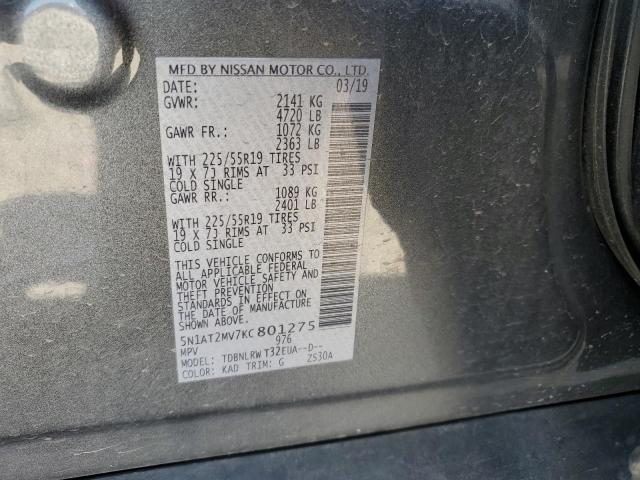 MFD BY NISSAN MOTOR CO., LTD.
DATE: 03/19
GVWR: 2141 KG
4720 LB
GAWR FR.: 1072 KG
2363 LB
WITH 225/55R19 TIRES
19 X 7J RIMS AT 33 PSI
COLD SINGLE
GAWR RR.: 1089 KG
2401 LB
WITH 225/55R19 TIRES
19 X 7J RIMS AT 33 PSI
COLD SINGLE
THIS VEHICLE CONFORMS TO
ALL APPLICABLE FEDERAL
MOTOR VEHICLE SAFETY AND
THEFT PREVENTION
STANDARDS IN EFFECT ON
THE DATE OF MANUFACTURE
5N1AT2MV7KC801275
MPV 976
MODEL: TDBNLRW T32EUA--D--
COLOR: KAD TRIM: G ZS30A